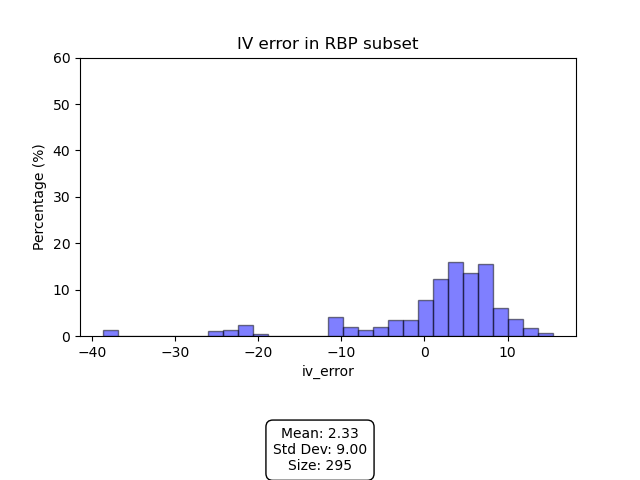 IV error in RBP subset
60
50
40
30
20
10
0
Percentage (%)
−40 −30 −20 −10 0 10
iv_error
Mean: 2.33
Std Dev: 9.00
Size: 295